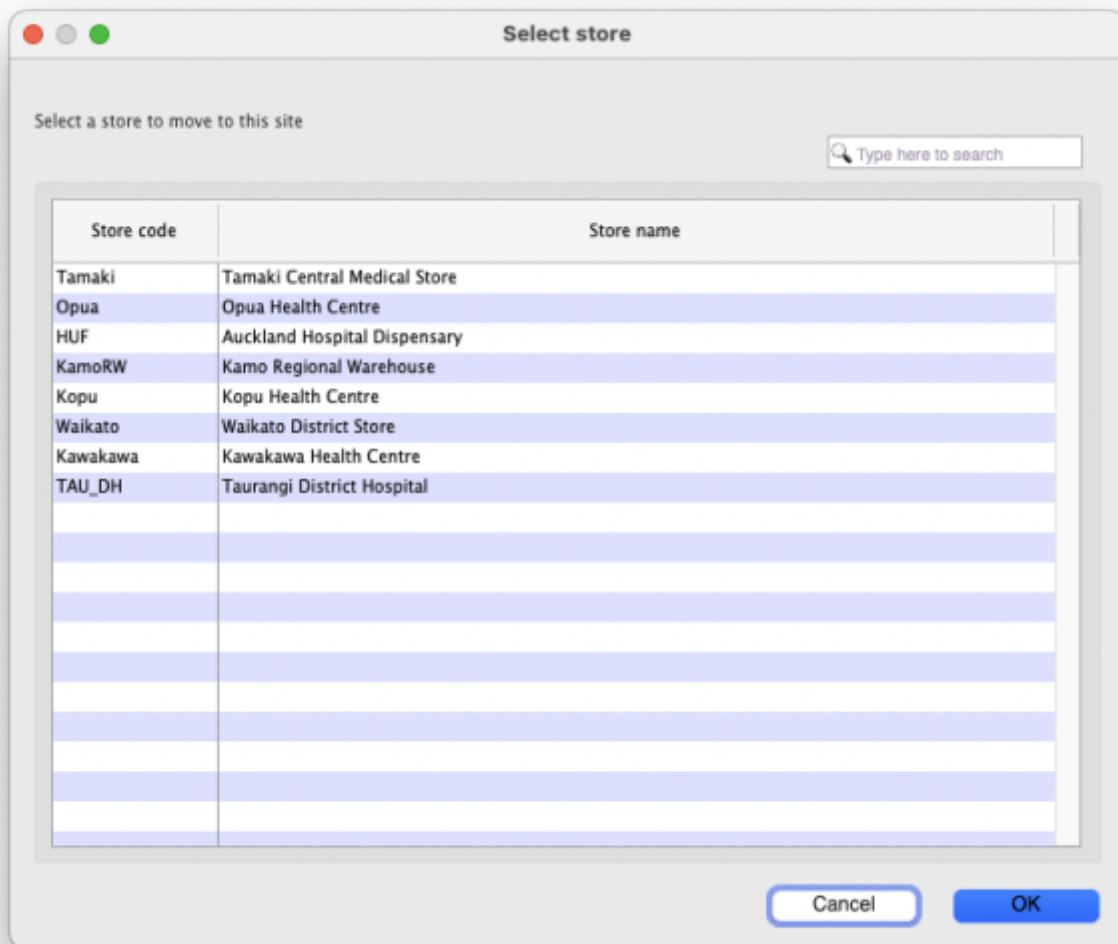 Select store
Select a store to move to this site
Type here to search
Store code Store name
Tamaki Tamaki Central Medical Store
Opua Opua Health Centre
HUF Auckland Hospital Dispensary
KamoRW Kamo Regional Warehouse
Kopu Kopu Health Centre
Waikato Waikato District Store
Kawakawa Kawakawa Health Centre
TAU_DH Taurangi District Hospital
Cancel OK